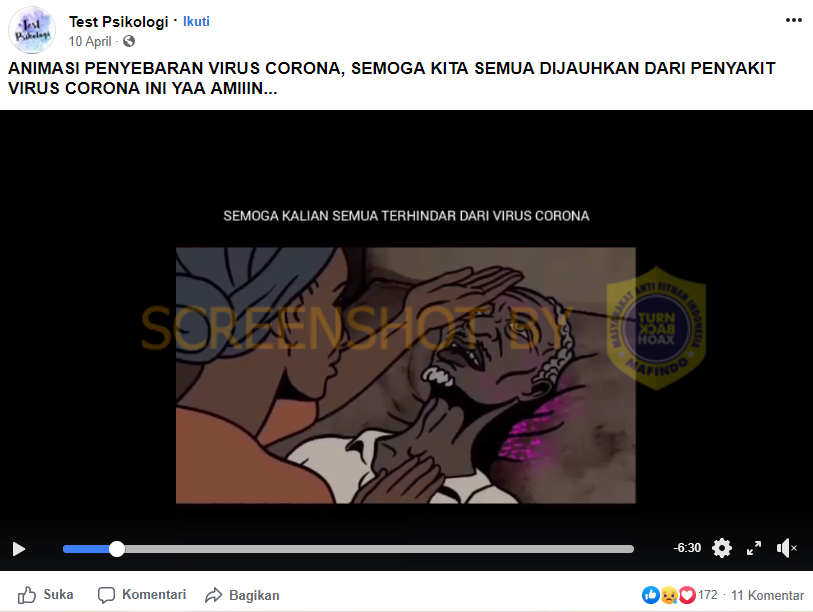 Test Psikologi · Ikuti
Test Psikologi
10 April ·
ANIMASI PENYEBARAN VIRUS CORONA, SEMOGA KITA SEMUA DIJAUHKAN DARI PENYAKIT
VIRUS CORONA INI YAA AMIIIN...
SEMOGA KALIAN SEMUA TERHINDAR DARI VIRUS CORONA
SCREENSHOT BY
MASYARAKAT ANTI FITNAH INDONESIA
TURN
BACK
HOAX
MAFINDO
-6:30
Suka Komentari Bagikan 172 · 11 Komentar